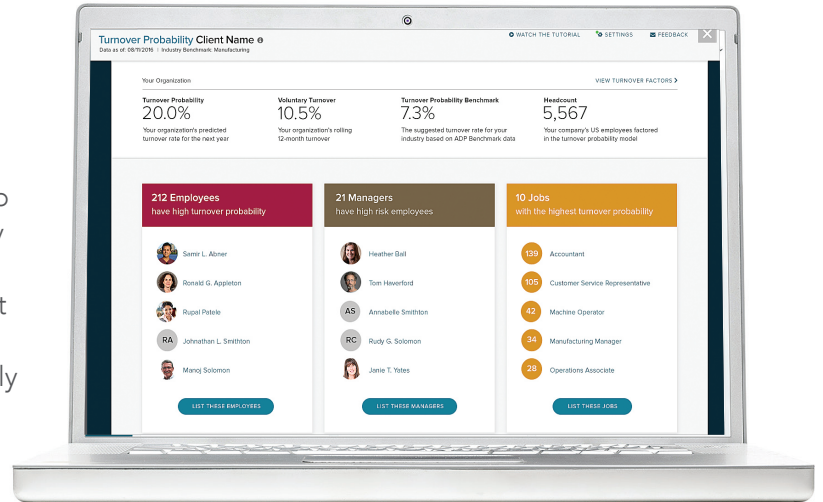 Turnover Probability Client Name
Data as of: 08/11/2016 | Industry Benchmark: Manufacturing
WATCH THE TUTORIAL
SETTINGS
FEEDBACK
Your Organization
VIEW TURNOVER FACTORS
Turnover Probability
20.0%
Your organization's predicted
turnover rate for the next year
Voluntary Turnover
10.5%
Your organization's rolling
12-month turnover
Turnover Probability Benchmark
7.3%
The suggested turnover rate for your
industry based on ADP Benchmark data
Headcount
5,567
Your company's US employees factored
in the turnover probability model
212 Employees
have high turnover probability
Samir L. Abner
Ronald G. Appleton
Rupal Patele
RA Johnathan L. Smithton
Manoj Solomon
LIST THESE EMPLOYEES
21 Managers
have high risk employees
Heather Ball
Tom Haverford
AS Annabelle Smithton
RC Rudy G. Solomon
Janie T. Yates
LIST THESE MANAGERS
10 Jobs
with the highest turnover probability
139 Accountant
105 Customer Service Representative
42 Machine Operator
34 Manufacturing Manager
28 Operations Associate
LIST THESE JOBS